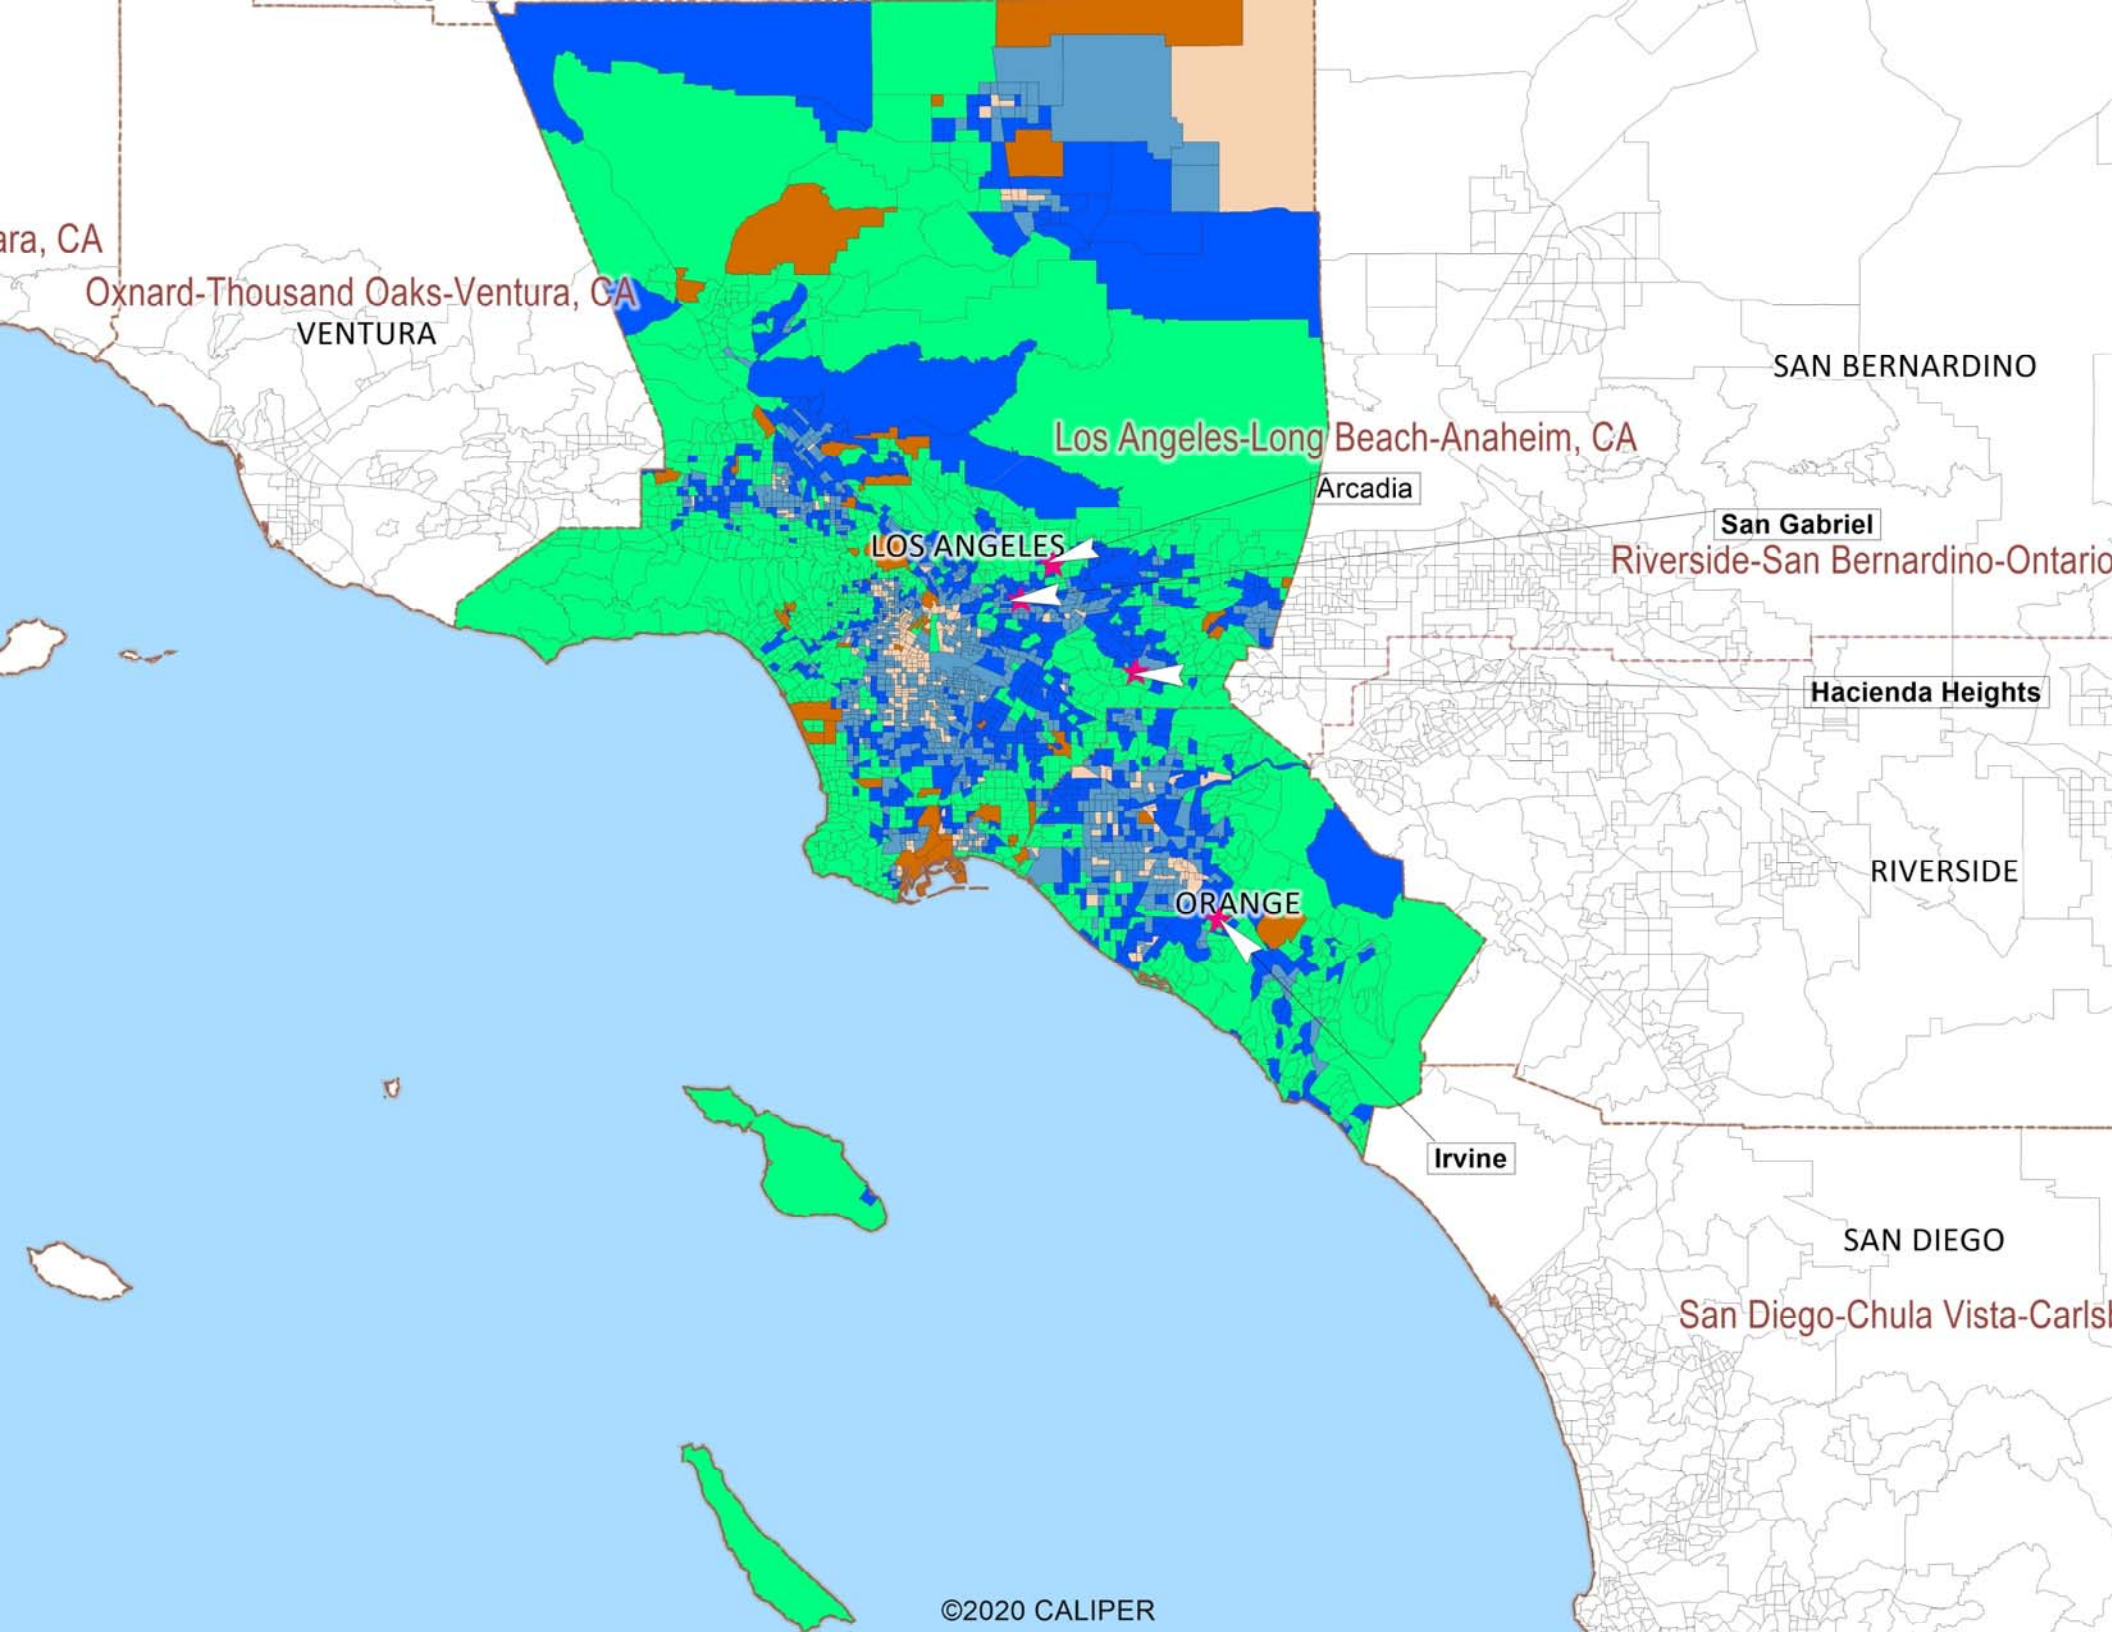 ara, CA
Oxnard-Thousand Oaks-Ventura, CA
VENTURA
SAN BERNARDINO
Los Angeles-Long Beach-Anaheim, CA
Arcadia
San Gabriel
LOS ANGELES
Riverside-San Bernardino-Ontario
Hacienda Heights
RIVERSIDE
ORANGE
Irvine
SAN DIEGO
San Diego-Chula Vista-Carlsb
©2020 CALIPER